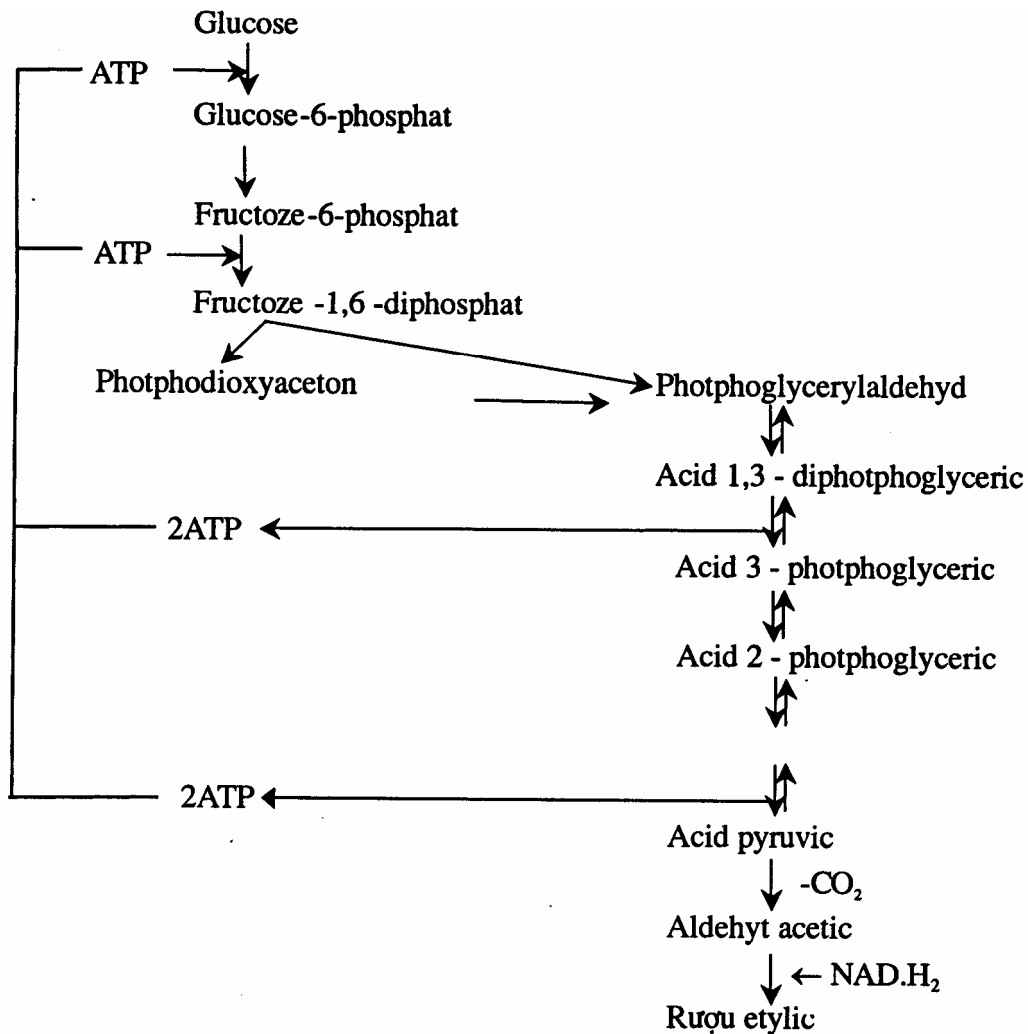 Glucose
ATP
Glucose-6-phosphat
Fructoze-6-phosphat
ATP
Fructoze -1,6 -diphosphat
Photphodioxyaceton
Photphoglycerylaldehyd
Acid 1,3 - diphotphoglyceric
2ATP
Acid 3 - photphoglyceric
Acid 2 - photphoglyceric
2ATP
Acid pyruvic
-CO₂
Aldehyt acetic
NAD.H₂
Rượu etylic